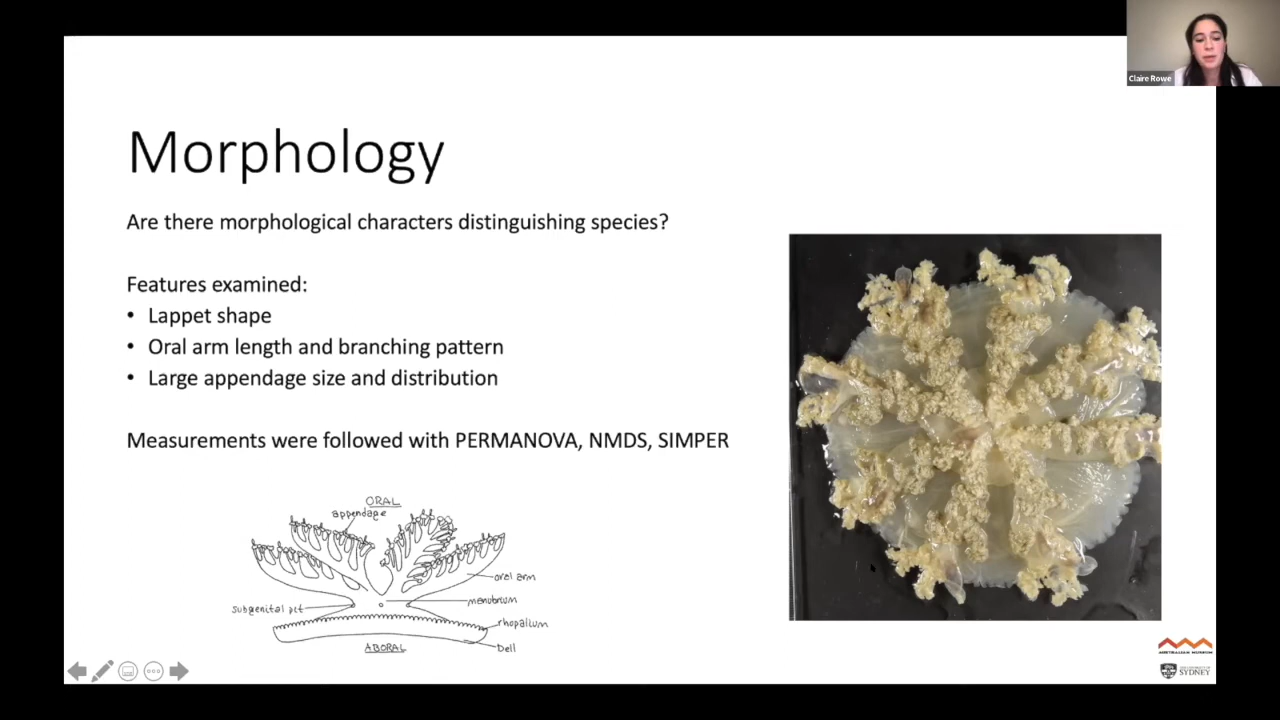 Claire Rowe
Morphology
Are there morphological characters distinguishing species?
Features examined:
• Lappet shape
• Oral arm length and branching pattern
• Large appendage size and distribution
Measurements were followed with PERMANOVA, NMDS, SIMPER
ORAL
appendage
oral arm
manubrium
subgenital pit
rhopalium
bell
ABORAL
AUSTRALIAN MUSEUM
SYDNEY